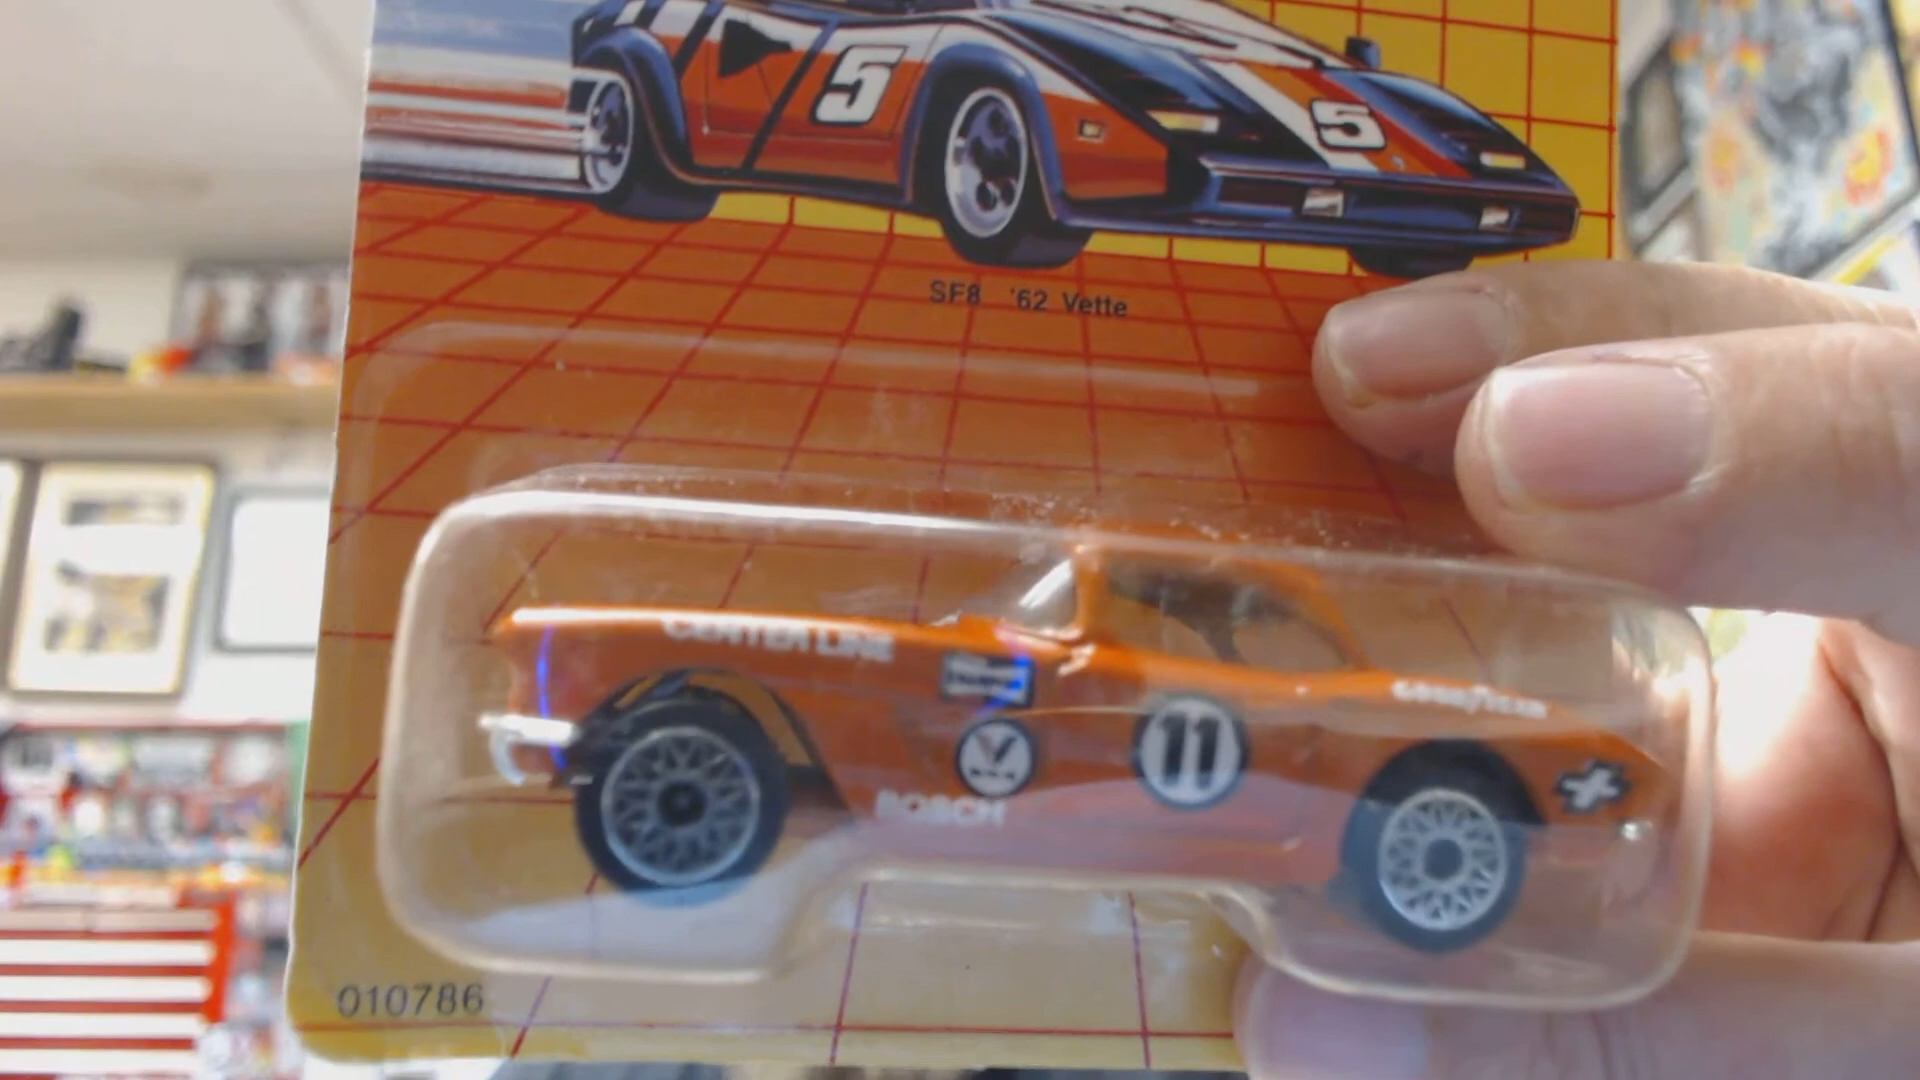 5
5
SF8 '62 Vette
CENTER LINE
GOODYEAR
11
BOSCH
010786